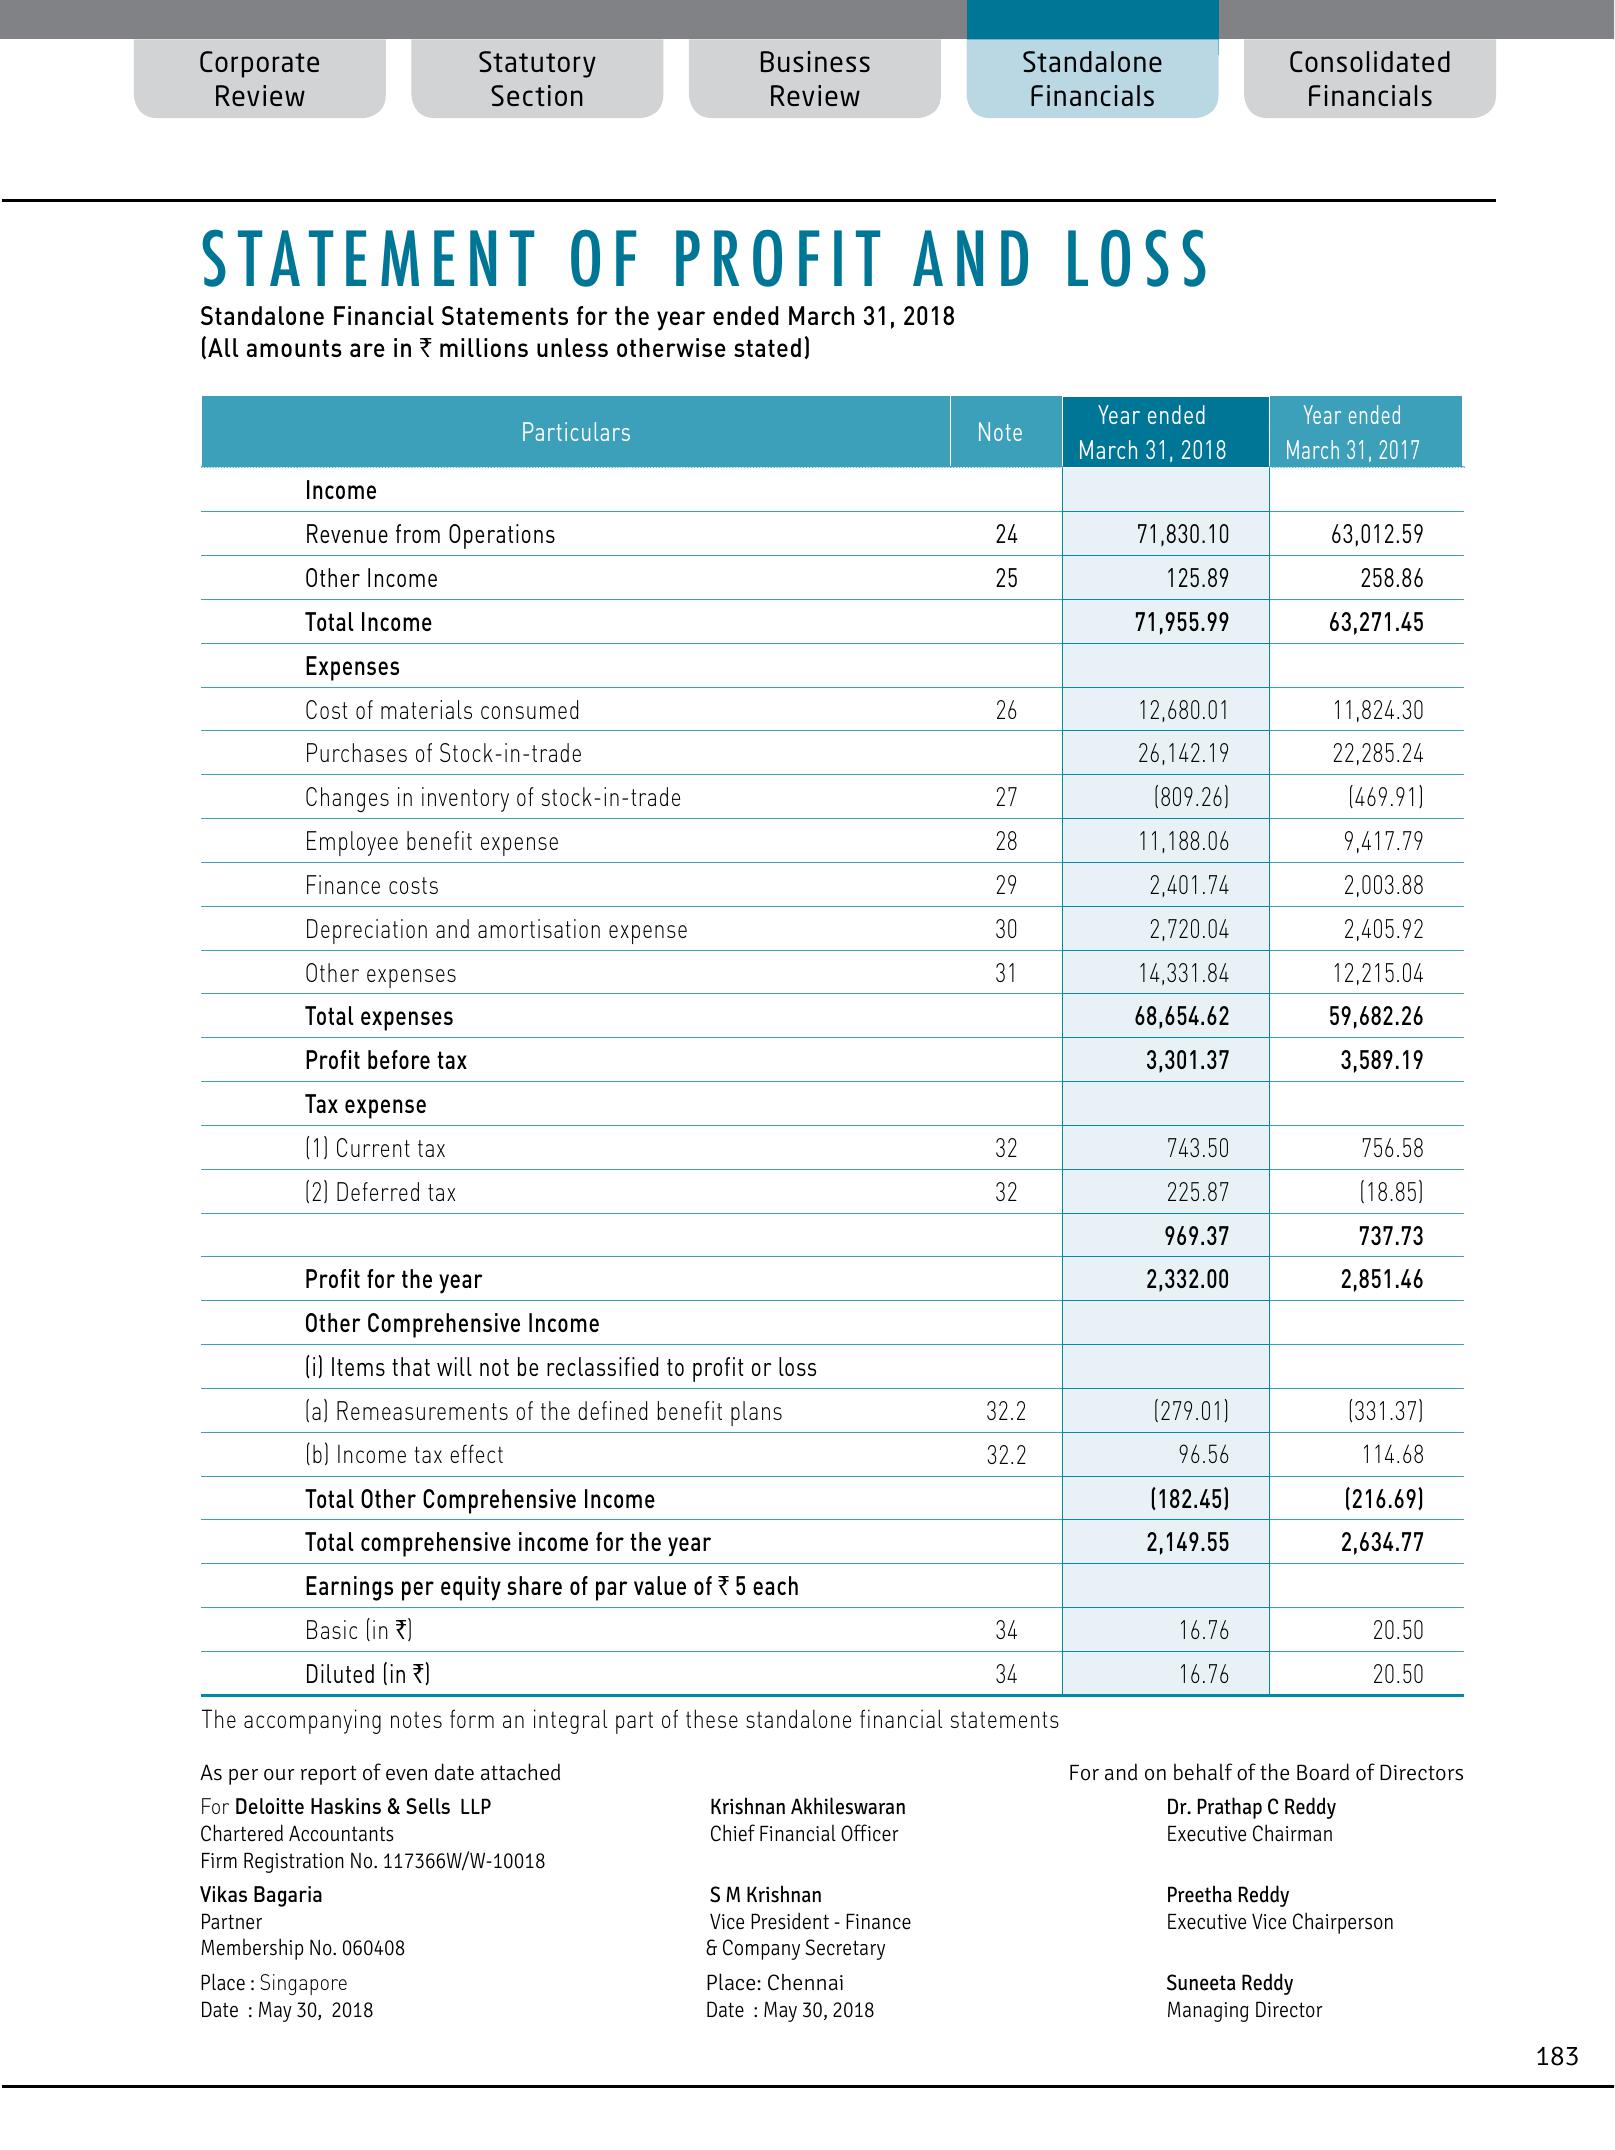 Corporate Review
Statutory Section
Business Review
Standalone Financials
Consolidated Financials
STATEMENT OF PROFIT AND LOSS
Standalone Financial Statements for the year ended March 31, 2018
(All amounts are in ₹ millions unless otherwise stated)
Particulars Note Year ended March 31, 2018 Year ended March 31, 2017
Income
Revenue from Operations 24 71,830.10 63,012.59
Other Income 25 125.89 258.86
Total Income 71,955.99 63,271.45
Expenses
Cost of materials consumed 26 12,680.01 11,824.30
Purchases of Stock-in-trade 26,142.19 22,285.24
Changes in inventory of stock-in-trade 27 (809.26) (469.91)
Employee benefit expense 28 11,188.06 9,417.79
Finance costs 29 2,401.74 2,003.88
Depreciation and amortisation expense 30 2,720.04 2,405.92
Other expenses 31 14,331.84 12,215.04
Total expenses 68,654.62 59,682.26
Profit before tax 3,301.37 3,589.19
Tax expense
(1) Current tax 32 743.50 756.58
(2) Deferred tax 32 225.87 (18.85)
969.37 737.73
Profit for the year 2,332.00 2,851.46
Other Comprehensive Income
(i) Items that will not be reclassified to profit or loss
(a) Remeasurements of the defined benefit plans 32.2 (279.01) (331.37)
(b) Income tax effect 32.2 96.56 114.68
Total Other Comprehensive Income (182.45) (216.69)
Total comprehensive income for the year 2,149.55 2,634.77
Earnings per equity share of par value of ₹ 5 each
Basic (in ₹) 34 16.76 20.50
Diluted (in ₹) 34 16.76 20.50
The accompanying notes form an integral part of these standalone financial statements
As per our report of even date attached For and on behalf of the Board of Directors
For Deloitte Haskins & Sells LLP Krishnan Akhileswaran Dr. Prathap C Reddy
Chartered Accountants Chief Financial Officer Executive Chairman
Firm Registration No. 117366W/W-10018
Vikas Bagaria S M Krishnan Preetha Reddy
Partner Vice President - Finance Executive Vice Chairperson
Membership No. 060408 & Company Secretary
Place : Singapore Place: Chennai Suneeta Reddy
Date : May 30, 2018 Date : May 30, 2018 Managing Director
183